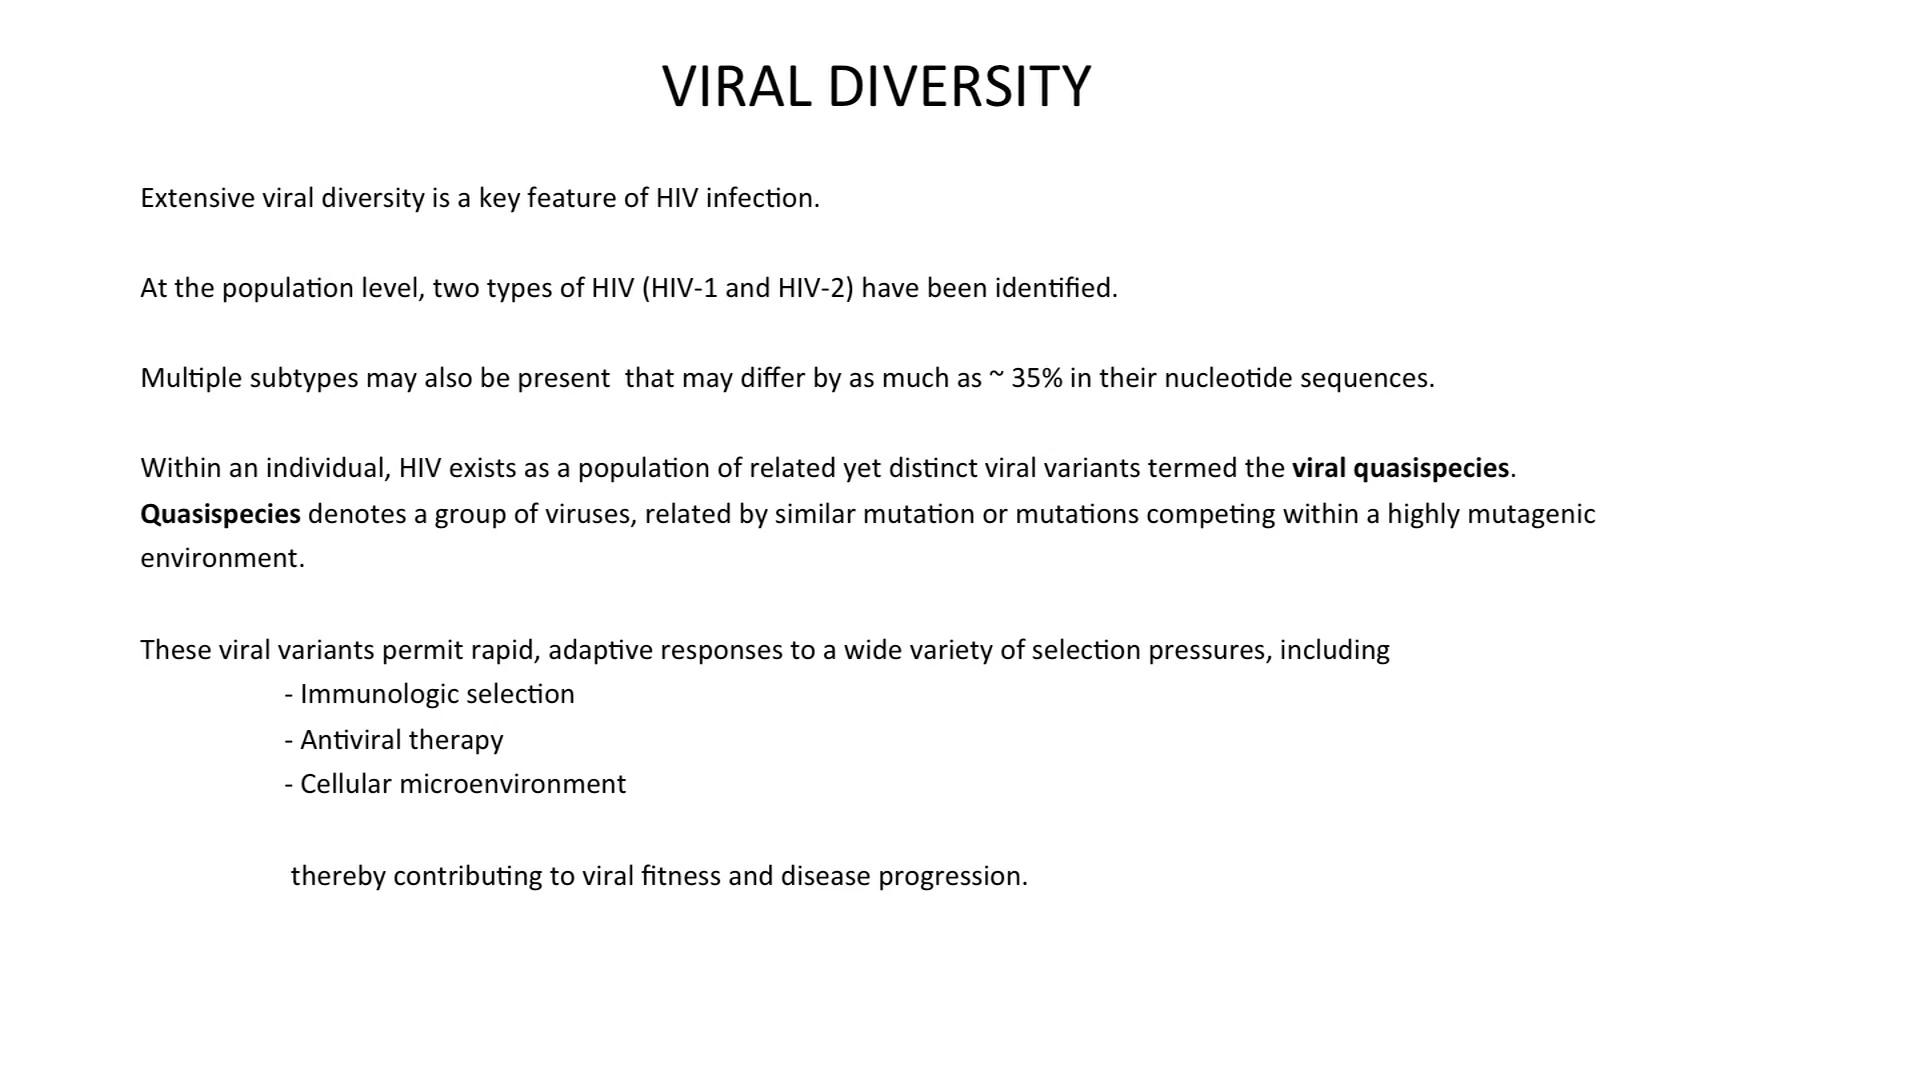 VIRAL DIVERSITY
Extensive viral diversity is a key feature of HIV infection.
At the population level, two types of HIV (HIV-1 and HIV-2) have been identified.
Multiple subtypes may also be present  that may differ by as much as ~ 35% in their nucleotide sequences.
Within an individual, HIV exists as a population of related yet distinct viral variants termed the viral quasispecies.
Quasispecies denotes a group of viruses, related by similar mutation or mutations competing within a highly mutagenic
environment.
These viral variants permit rapid, adaptive responses to a wide variety of selection pressures, including
- Immunologic selection
- Antiviral therapy
- Cellular microenvironment
thereby contributing to viral fitness and disease progression.